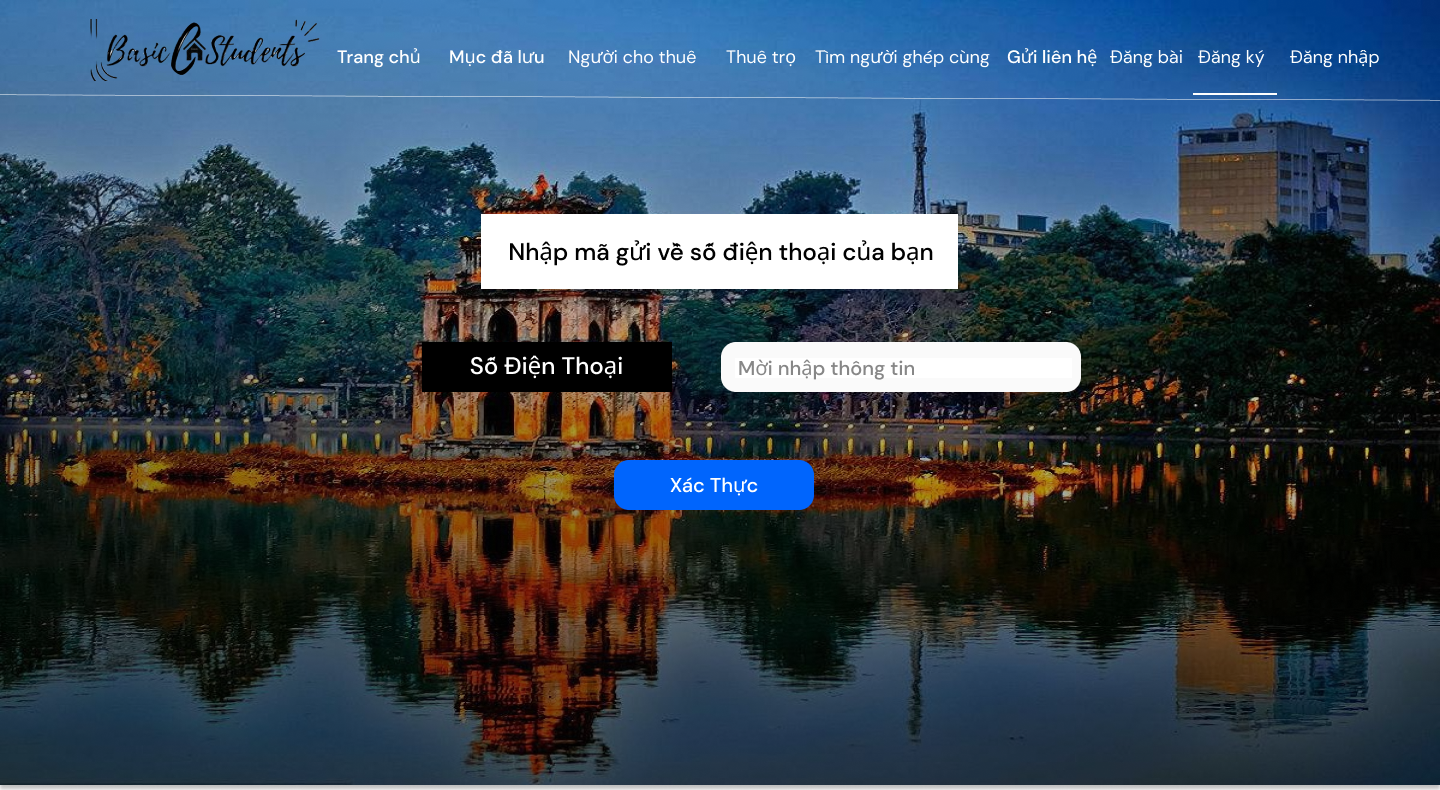 Basic Students
Trang chủ Mục đã lưu Người cho thuê Thuê trọ Tìm người ghép cùng Gửi liên hệ Đăng bài Đăng ký Đăng nhập
Nhập mã gửi về số điện thoại của bạn
Số Điện Thoại
Mời nhập thông tin
Xác Thực